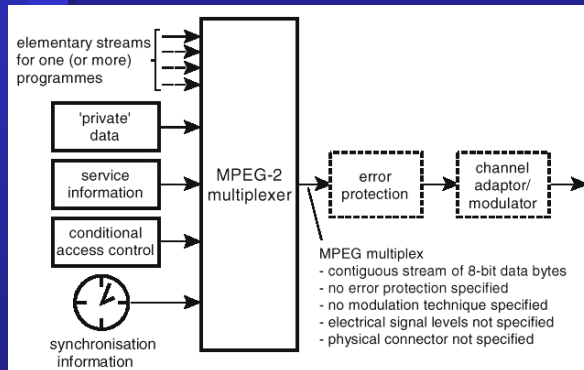 elementary streams
for one (or more)
programmes
'private'
data
service
information
conditional
access control
synchronisation
information
MPEG-2
multiplexer
error
protection
channel
adaptor/
modulator
MPEG multiplex
- contiguous stream of 8-bit data bytes
- no error protection specified
- no modulation technique specified
- electrical signal levels not specified
- physical connector not specified